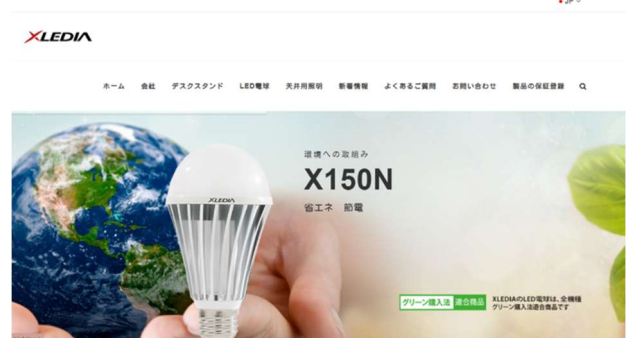 JP
XLEDIA
ホーム 会社 デスクスタンド LED電球 天井用照明 新着情報 よくあるご質問 お問い合わせ 製品の保証登録
環境への取組み
X150N
省エネ 節電
XLEDIA
グリーン購入法 適合商品
XLEDIAのLED電球は、全機種
グリーン購入法適合商品です